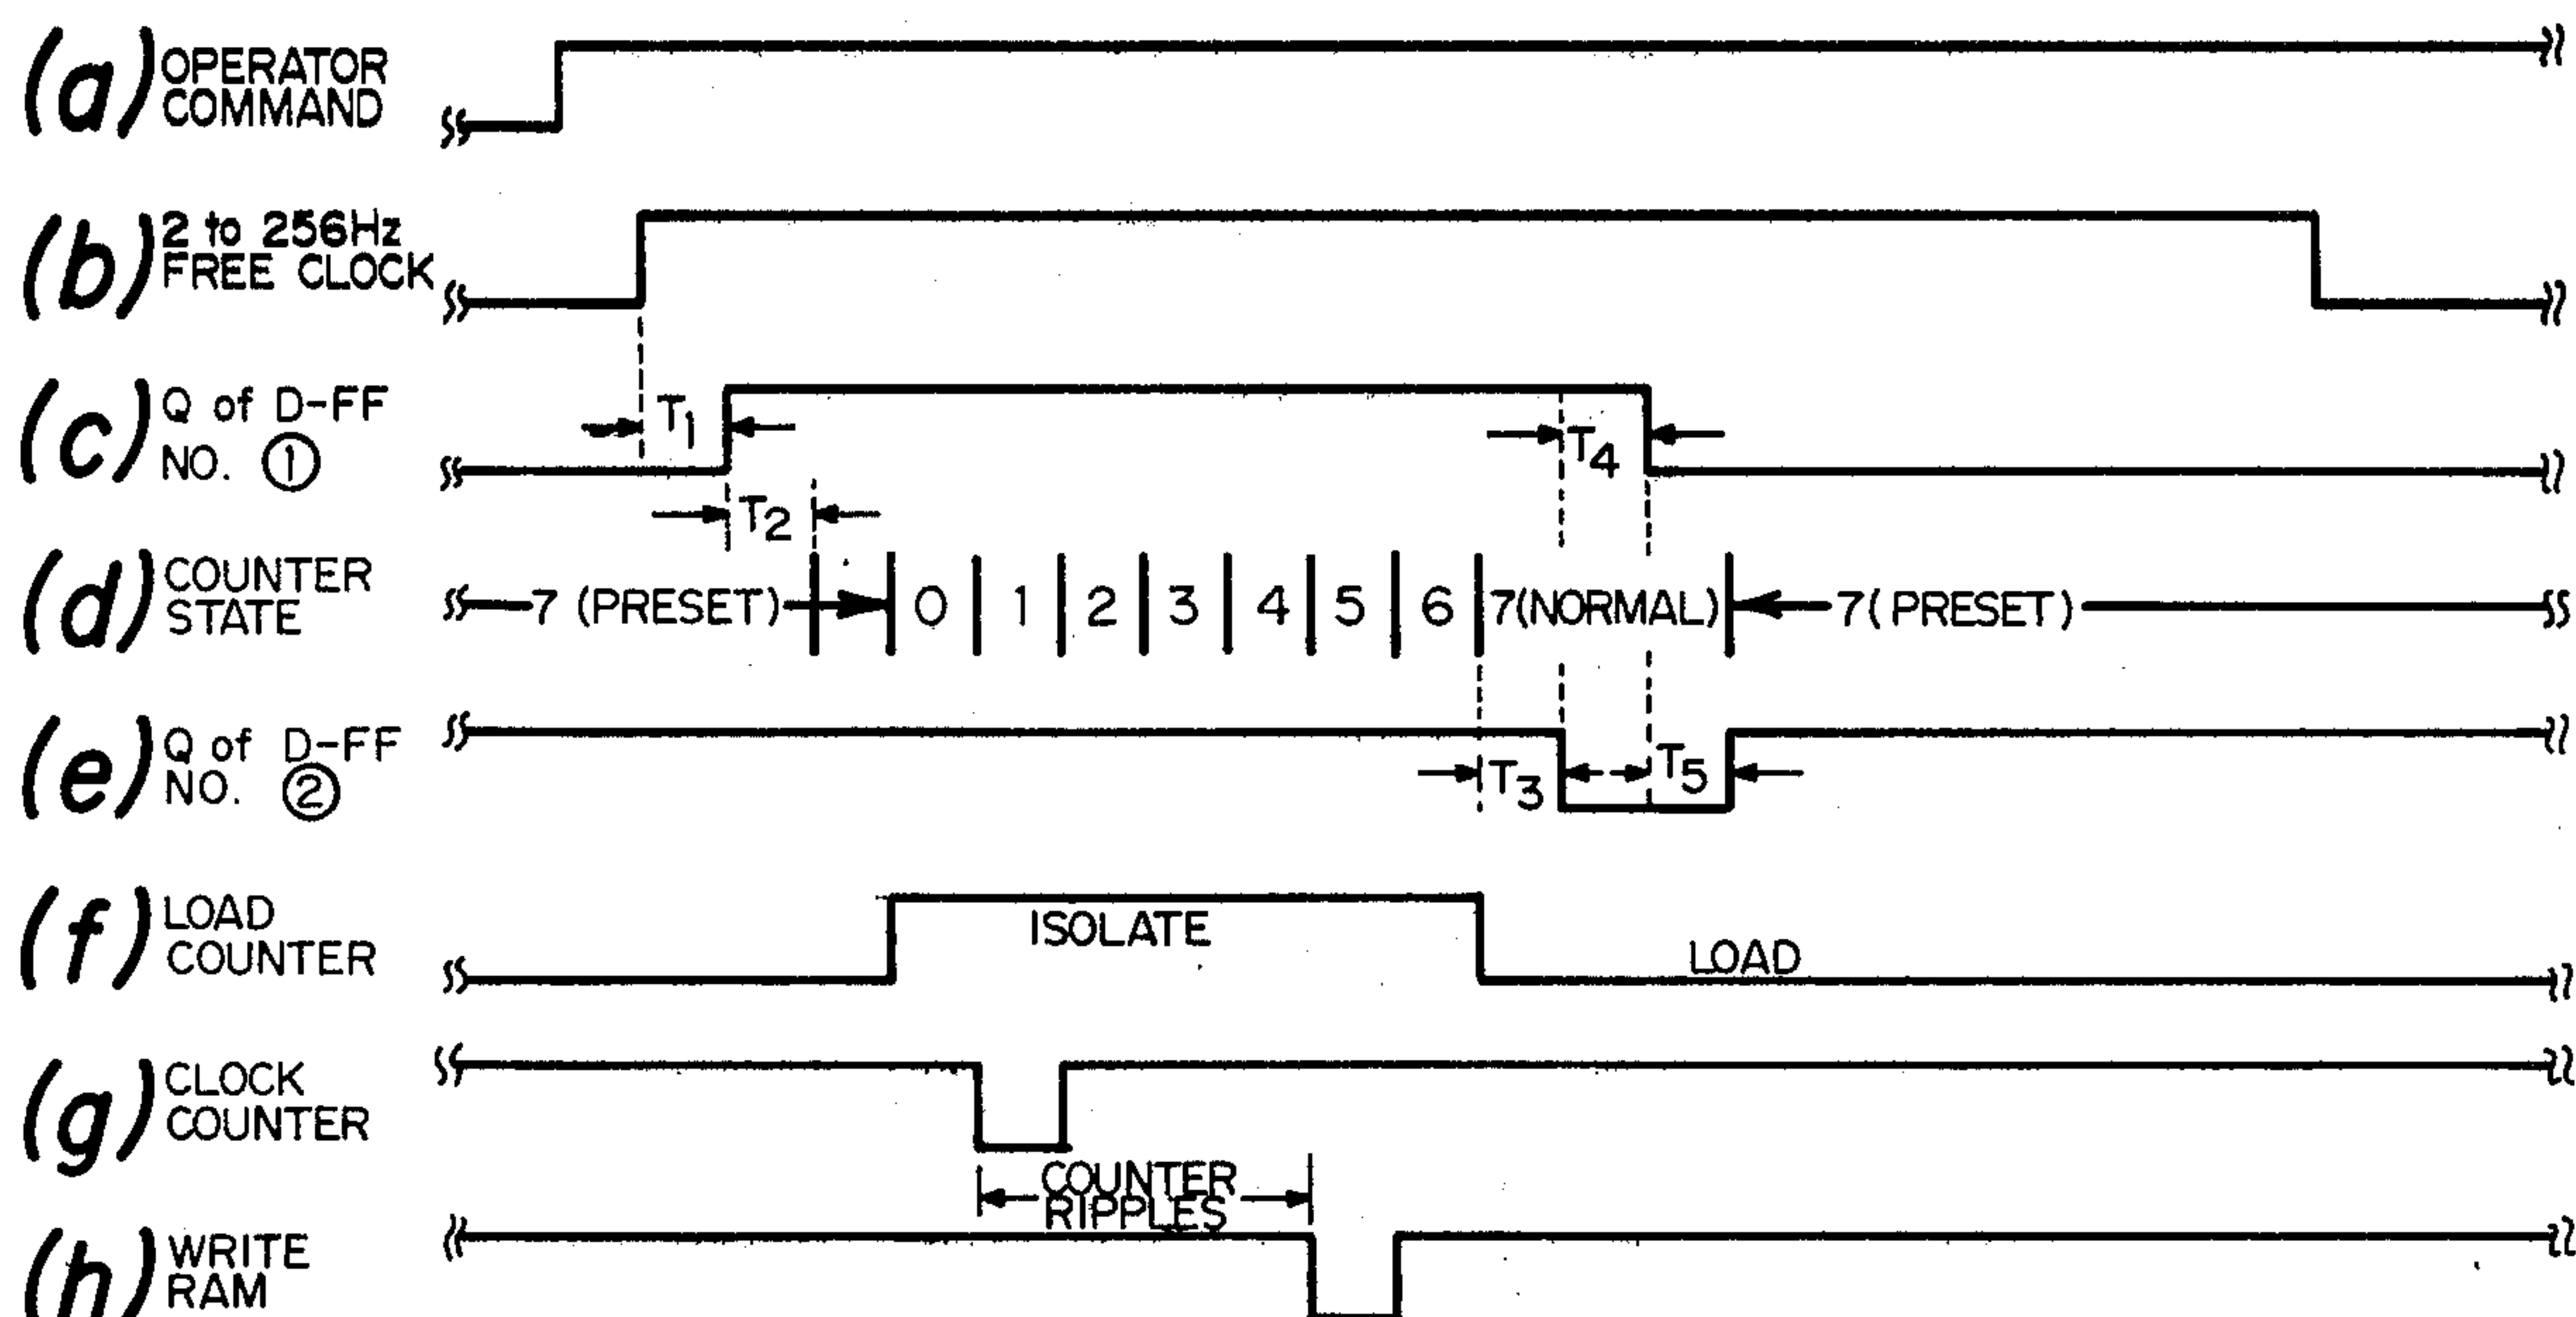 (a) OPERATOR
COMMAND
(b) 2 to 256Hz
FREE CLOCK
(c) Q of D-FF
NO. ①
T1
T4
T2
(d) COUNTER
STATE
7 (PRESET) 0 1 2 3 4 5 6 7(NORMAL) 7(PRESET)
(e) Q of D-FF
NO. ②
T3
T5
(f) LOAD
COUNTER
ISOLATE
LOAD
(g) CLOCK
COUNTER
COUNTER
RIPPLES
(h) WRITE
RAM